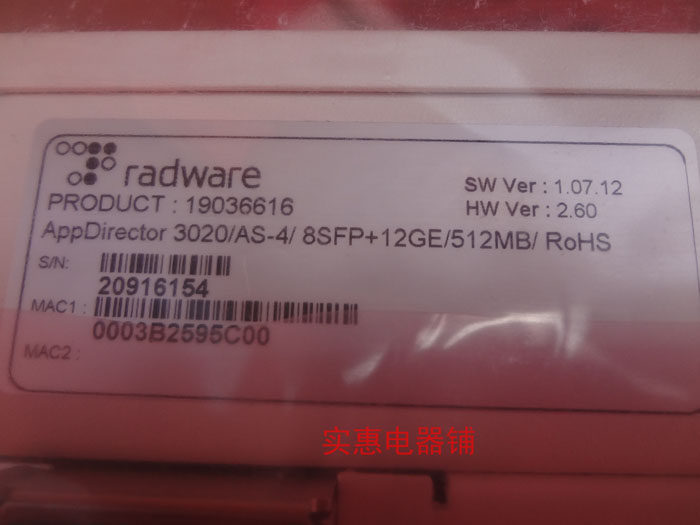 radware
SW Ver : 1.07.12
PRODUCT : 19036616
HW Ver : 2.60
AppDirector 3020/AS-4/ 8SFP+12GE/512MB/ RoHS
S/N:
20916154
MAC1 :
0003B2595C00
MAC2 :
实惠电器铺